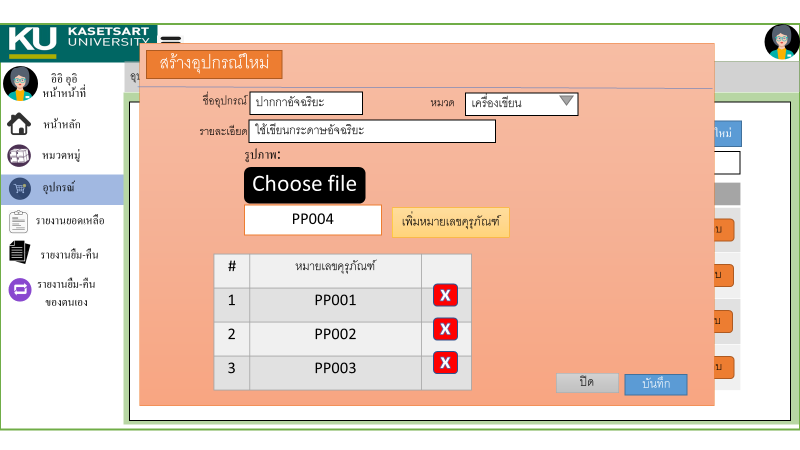 KU KASETSART
UNIVERSITY
อิอิ อุอิ
หน้าหน้าที่
หน้าหลัก
หมวดหมู่
อุปกรณ์
รายงานยอดเหลือ
รายงานยืม-คืน
รายงานยืม-คืน
ของตนเอง
สร้างอุปกรณ์ใหม่
ชื่ออุปกรณ์ ปากกาอัจฉริยะ หมวด เครื่องเขียน
รายละเอียด ใช้เขียนกระดาษอัจฉริยะ
รูปภาพ:
Choose file
PP004 เพิ่มหมายเลขคุรุภัณฑ์
# หมายเลขคุรุภัณฑ์
1 PP001 X
2 PP002 X
3 PP003 X
ปิด บันทึก